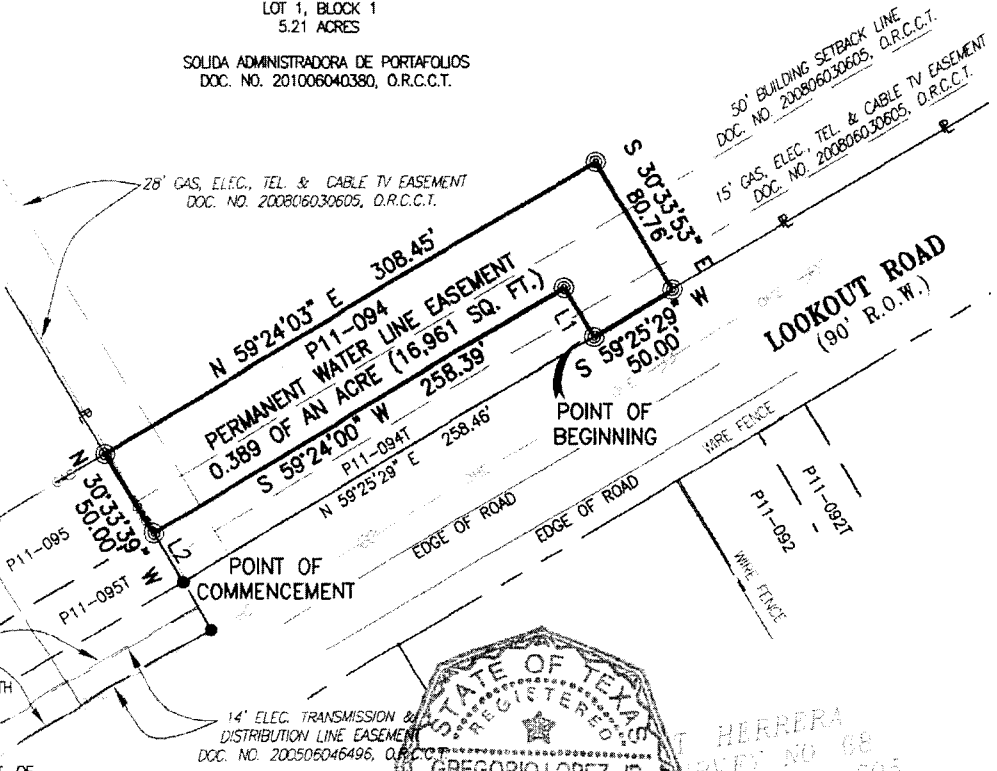 LOT 1, BLOCK 1
5.21 ACRES
SOLIDA ADMINISTRADORA DE PORTAFOLIOS
DOC. NO. 201006040380, O.R.C.C.T.
50' BUILDING SETBACK LINE
DOC. NO. 200806030605, O.R.C.C.T.
15' GAS, ELEC., TEL. & CABLE TV EASEMENT
DOC. NO. 200806030605, O.R.C.C.T.
28' GAS, ELEC., TEL. & CABLE TV EASEMENT
DOC. NO. 200806030605, O.R.C.C.T.
S 30°33'53" E
80.76'
N 59°24'03" E 308.45'
P11-094
PERMANENT WATER LINE EASEMENT
0.389 OF AN ACRE (16,961 SQ. FT.)
S 59°24'00" W 258.39'
L1
S 59°25'29" W
50.00'
LOOKOUT ROAD
(90' R.O.W.)
POINT OF
BEGINNING
P11-094T
N 59°25'29" E 258.46'
N 30°33'39" W
50.00'
L2
P11-095
P11-095T
POINT OF
COMMENCEMENT
EDGE OF ROAD
EDGE OF ROAD
WIRE FENCE
WIRE FENCE
P11-092
P11-092T
TH
14' ELEC. TRANSMISSION &
DISTRIBUTION LINE EASEMENT
DOC. NO. 200506046496, O.R.C.C.T.
STATE OF TEXAS
REGISTERED
GREGORIO LOPEZ JR
T HERRERA
NO 68